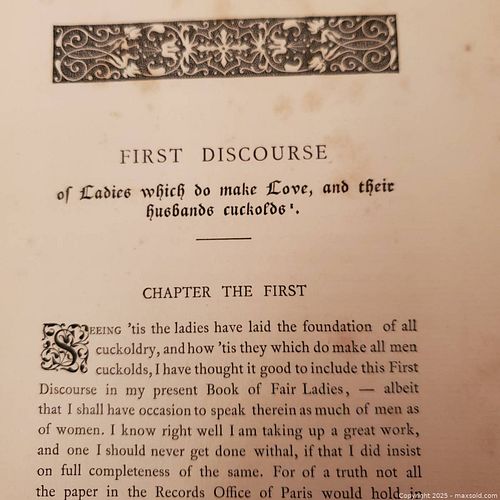 FIRST DISCOURSE
of Ladies which do make Love, and their
husbands cuckolds¹.
CHAPTER THE FIRST
SEEING 'tis the ladies have laid the foundation of all
cuckoldry, and how 'tis they which do make all men
cuckolds, I have thought it good to include this First
Discourse in my present Book of Fair Ladies, — albeit
that I shall have occasion to speak therein as much of men as
of women. I know right well I am taking up a great work,
and one I should never get done withal, if that I did insist
on full completeness of the same. For of a truth not all
the paper in the Records Office of Paris would hold in
Copyright 2025 - maxsold.com